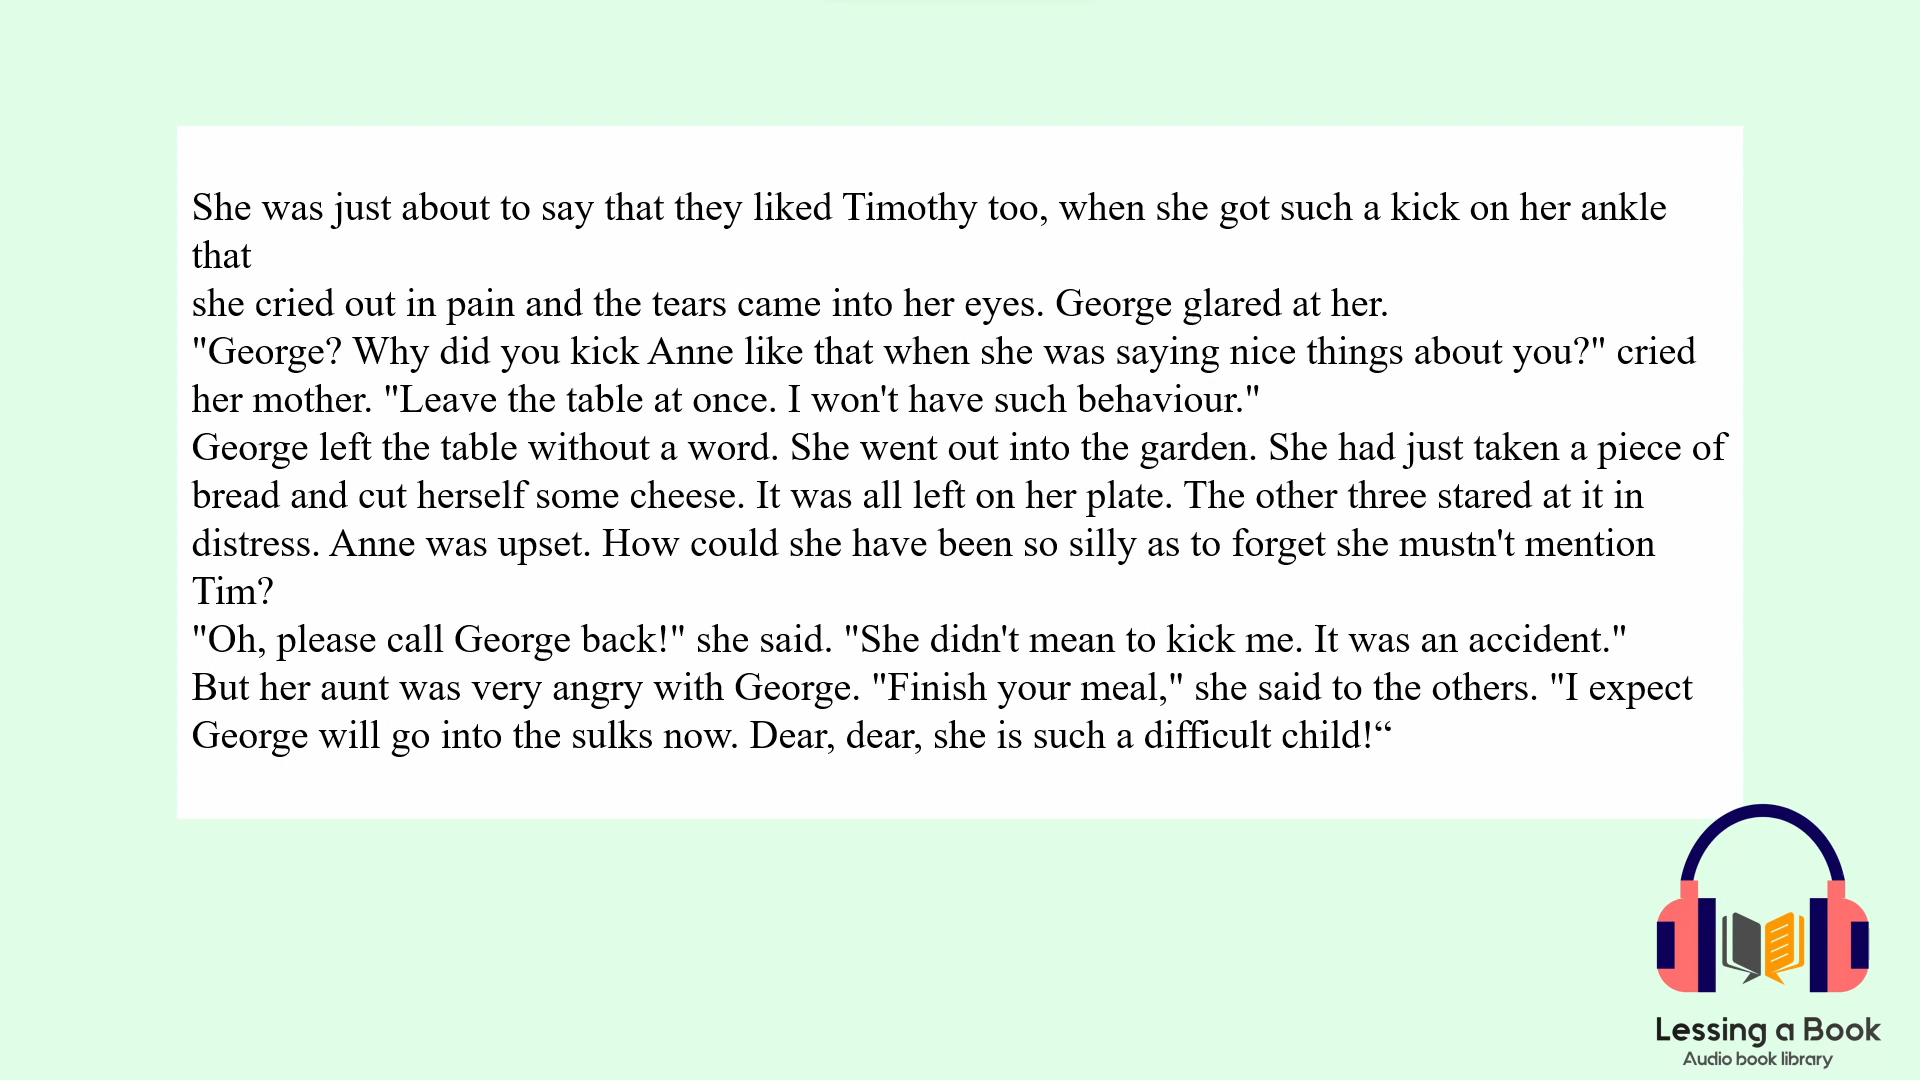 She was just about to say that they liked Timothy too, when she got such a kick on her ankle
that
she cried out in pain and the tears came into her eyes. George glared at her.
"George? Why did you kick Anne like that when she was saying nice things about you?" cried
her mother. "Leave the table at once. I won't have such behaviour."
George left the table without a word. She went out into the garden. She had just taken a piece of
bread and cut herself some cheese. It was all left on her plate. The other three stared at it in
distress. Anne was upset. How could she have been so silly as to forget she mustn't mention
Tim?
"Oh, please call George back!" she said. "She didn't mean to kick me. It was an accident."
But her aunt was very angry with George. "Finish your meal," she said to the others. "I expect
George will go into the sulks now. Dear, dear, she is such a difficult child!“
Lessing a Book
Audio book library